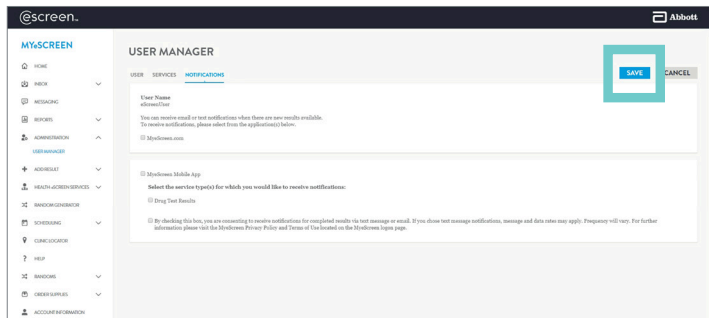 escreen.
Abbott
MYeSCREEN
HOME
INBOX
MESSAGING
REPORTS
ADMINISTRATION
USER MANAGER
ADD RESULT
HEALTH eSCREEN SERVICES
RANDOM GENERATOR
SCHEDULING
CLINIC LOCATOR
HELP
RANDOMS
ORDER SUPPLIES
ACCOUNT INFORMATION
USER MANAGER
USER SERVICES NOTIFICATIONS
SAVE CANCEL
User Name
eScreenUser
You can receive email or text notifications when there are new results available.
To receive notifications, please select from the application(s) below.
MyeScreen.com
MyeScreen Mobile App
Select the service type(s) for which you would like to receive notifications:
Drug Test Results
By checking this box, you are consenting to receive notifications for completed results via text message or email. If you chose text message notifications, message and data rates may apply. Frequency will vary. For further
information please visit the MyeScreen Privacy Policy and Terms of Use located on the MyeScreen logon page.